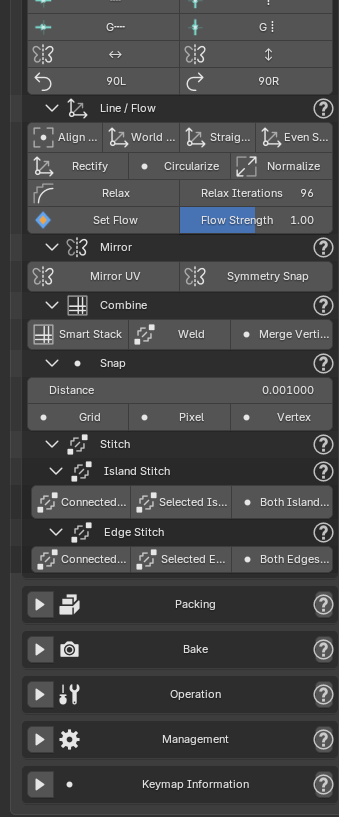 G G
90L 90R
Line / Flow
Align ... World ... Straig... Even S...
Rectify Circularize Normalize
Relax Relax Iterations 96
Set Flow Flow Strength 1.00
Mirror
Mirror UV Symmetry Snap
Combine
Smart Stack Weld Merge Verti...
Snap
Distance 0.001000
Grid Pixel Vertex
Stitch
Island Stitch
Connected... Selected Is... Both Island...
Edge Stitch
Connected... Selected E... Both Edges...
Packing
Bake
Operation
Management
Keymap Information